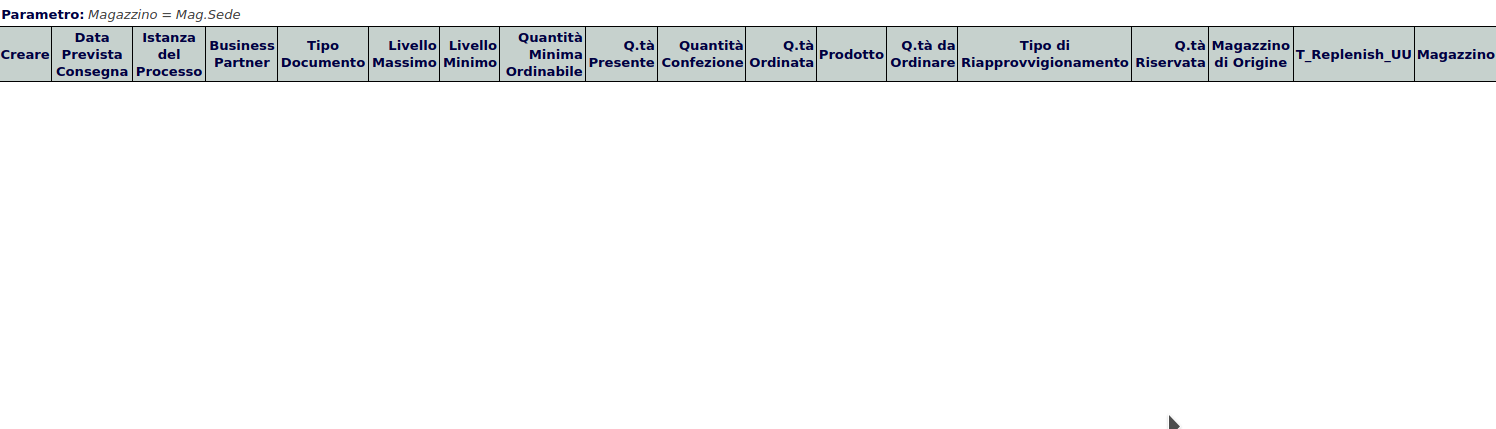 Parametro: Magazzino = Mag.Sede
Creare
Data
Prevista
Consegna
Istanza
del
Processo
Business
Partner
Tipo
Documento
Livello
Massimo
Livello
Minimo
Quantità
Minima
Ordinabile
Q.tà
Presente
Quantità
Confezione
Q.tà
Ordinata
Prodotto
Q.tà da
Ordinare
Tipo di
Riapprovvigionamento
Q.tà
Riservata
Magazzino
di Origine
T_Replenish_UU
Magazzino